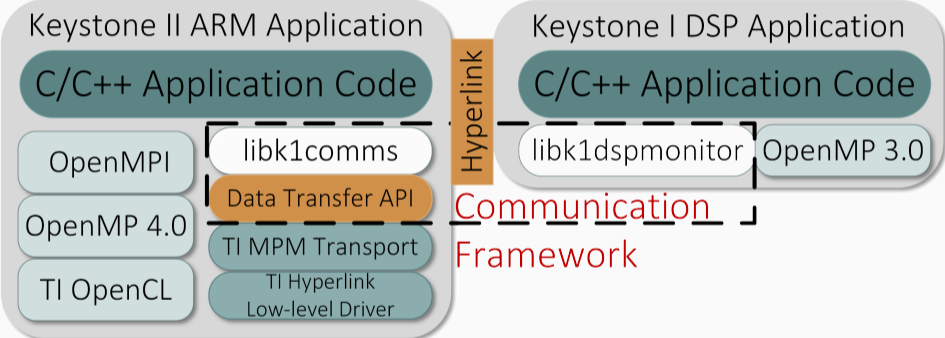 Keystone II ARM Application
C/C++ Application Code
OpenMPI
OpenMP 4.0
TI OpenCL
libk1comms
Data Transfer API
TI MPM Transport
TI Hyperlink
Low-level Driver
Hyperlink
Keystone I DSP Application
C/C++ Application Code
libk1dspmonitor
OpenMP 3.0
Communication
Framework